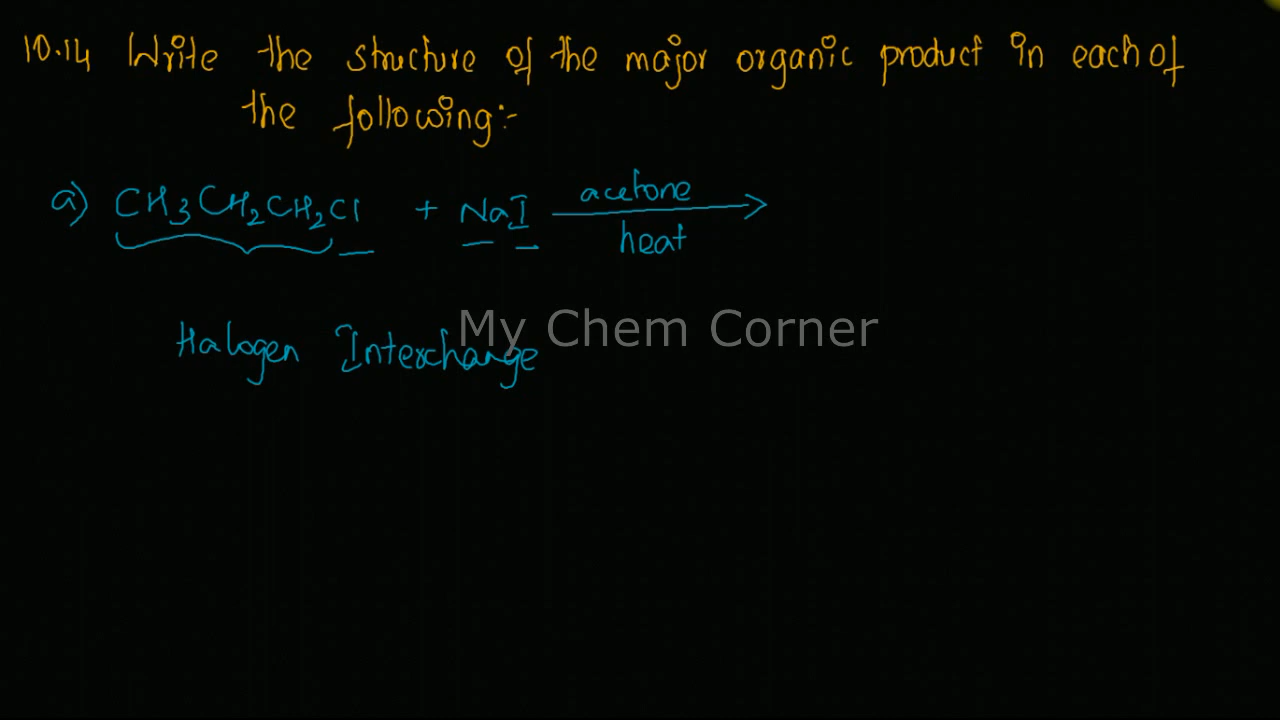 10.14 Write the structure of the major organic product in each of
the following:-
a) CH3CH2CH2Cl + NaI acetone
heat
My Chem Corner
Halogen Interchange